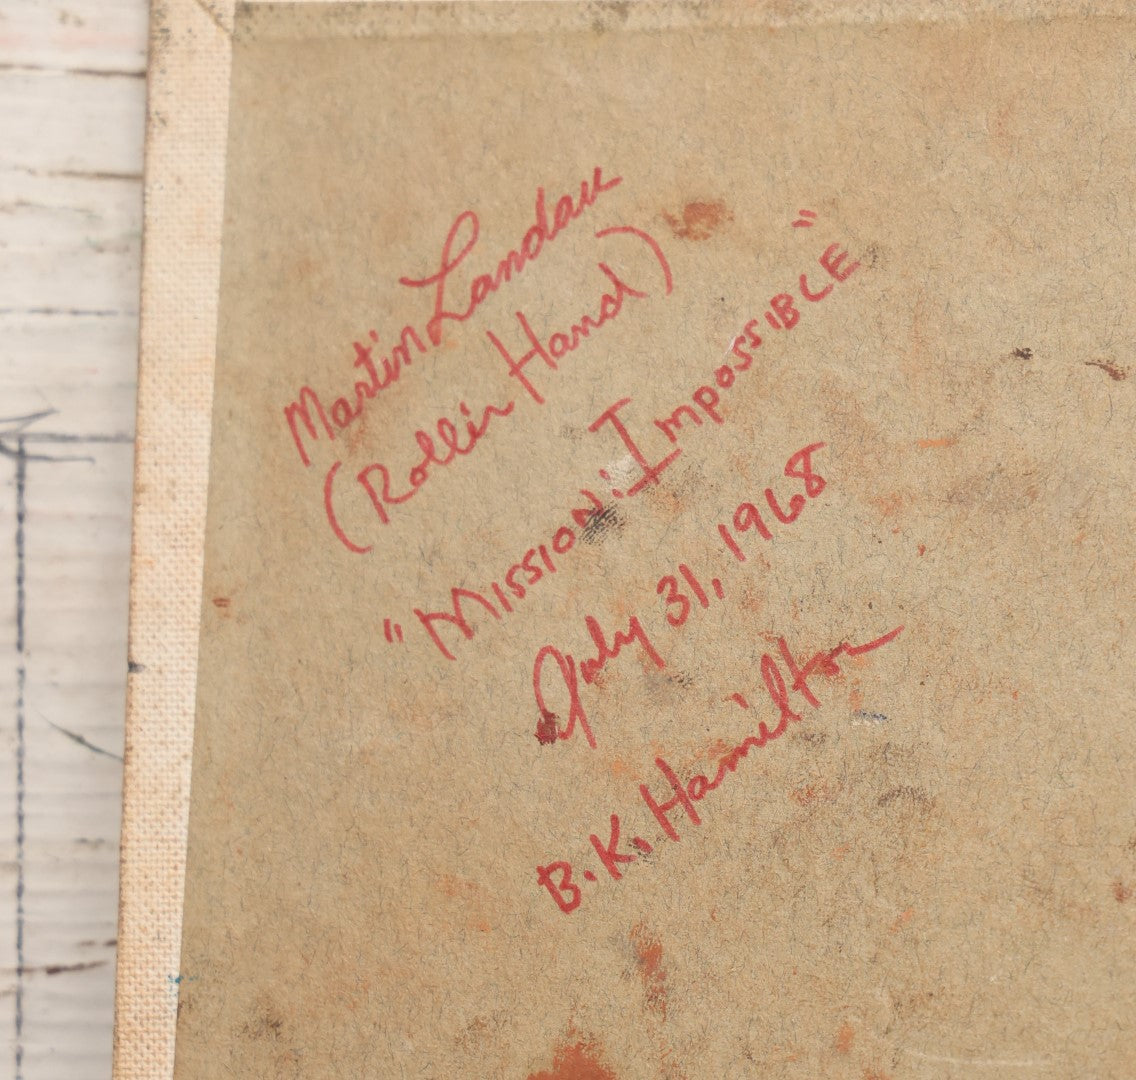 Martin Landau
(Rollin Hand)
"Mission: Impossible"
July 31, 1968
B.K. Hamilton